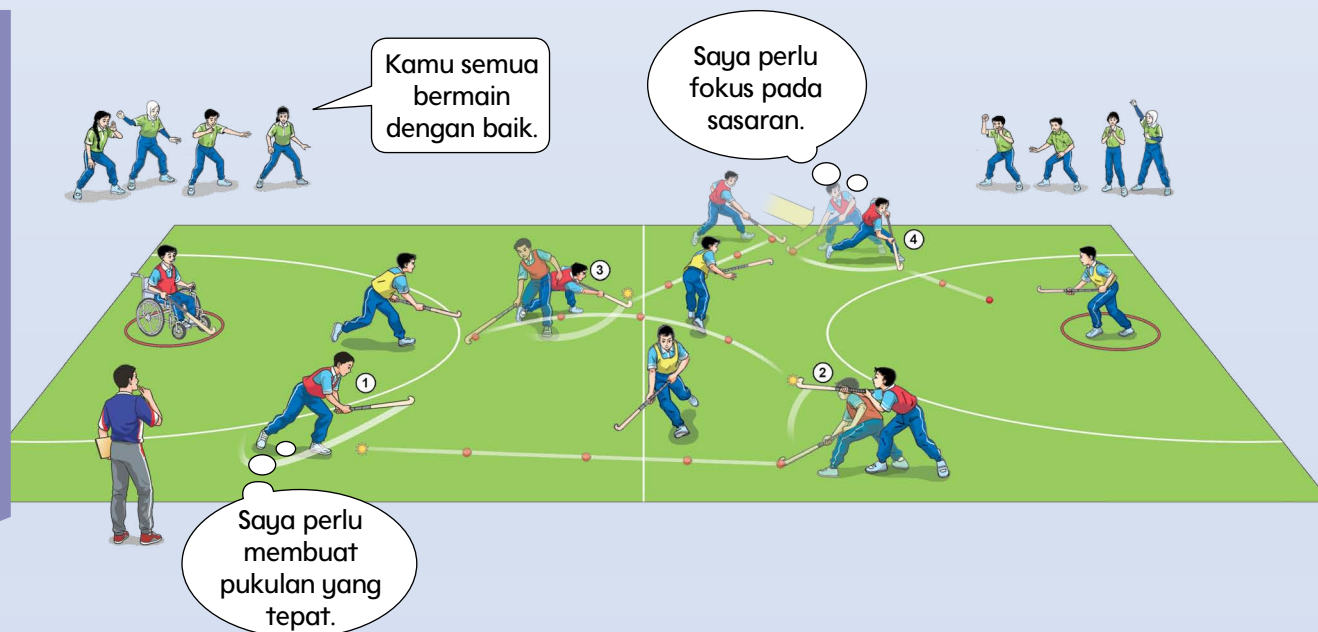 Kamu semua
bermain
dengan baik.
Saya perlu
fokus pada
sasaran.
3
4
1
2
Saya perlu
membuat
pukulan yang
tepat.